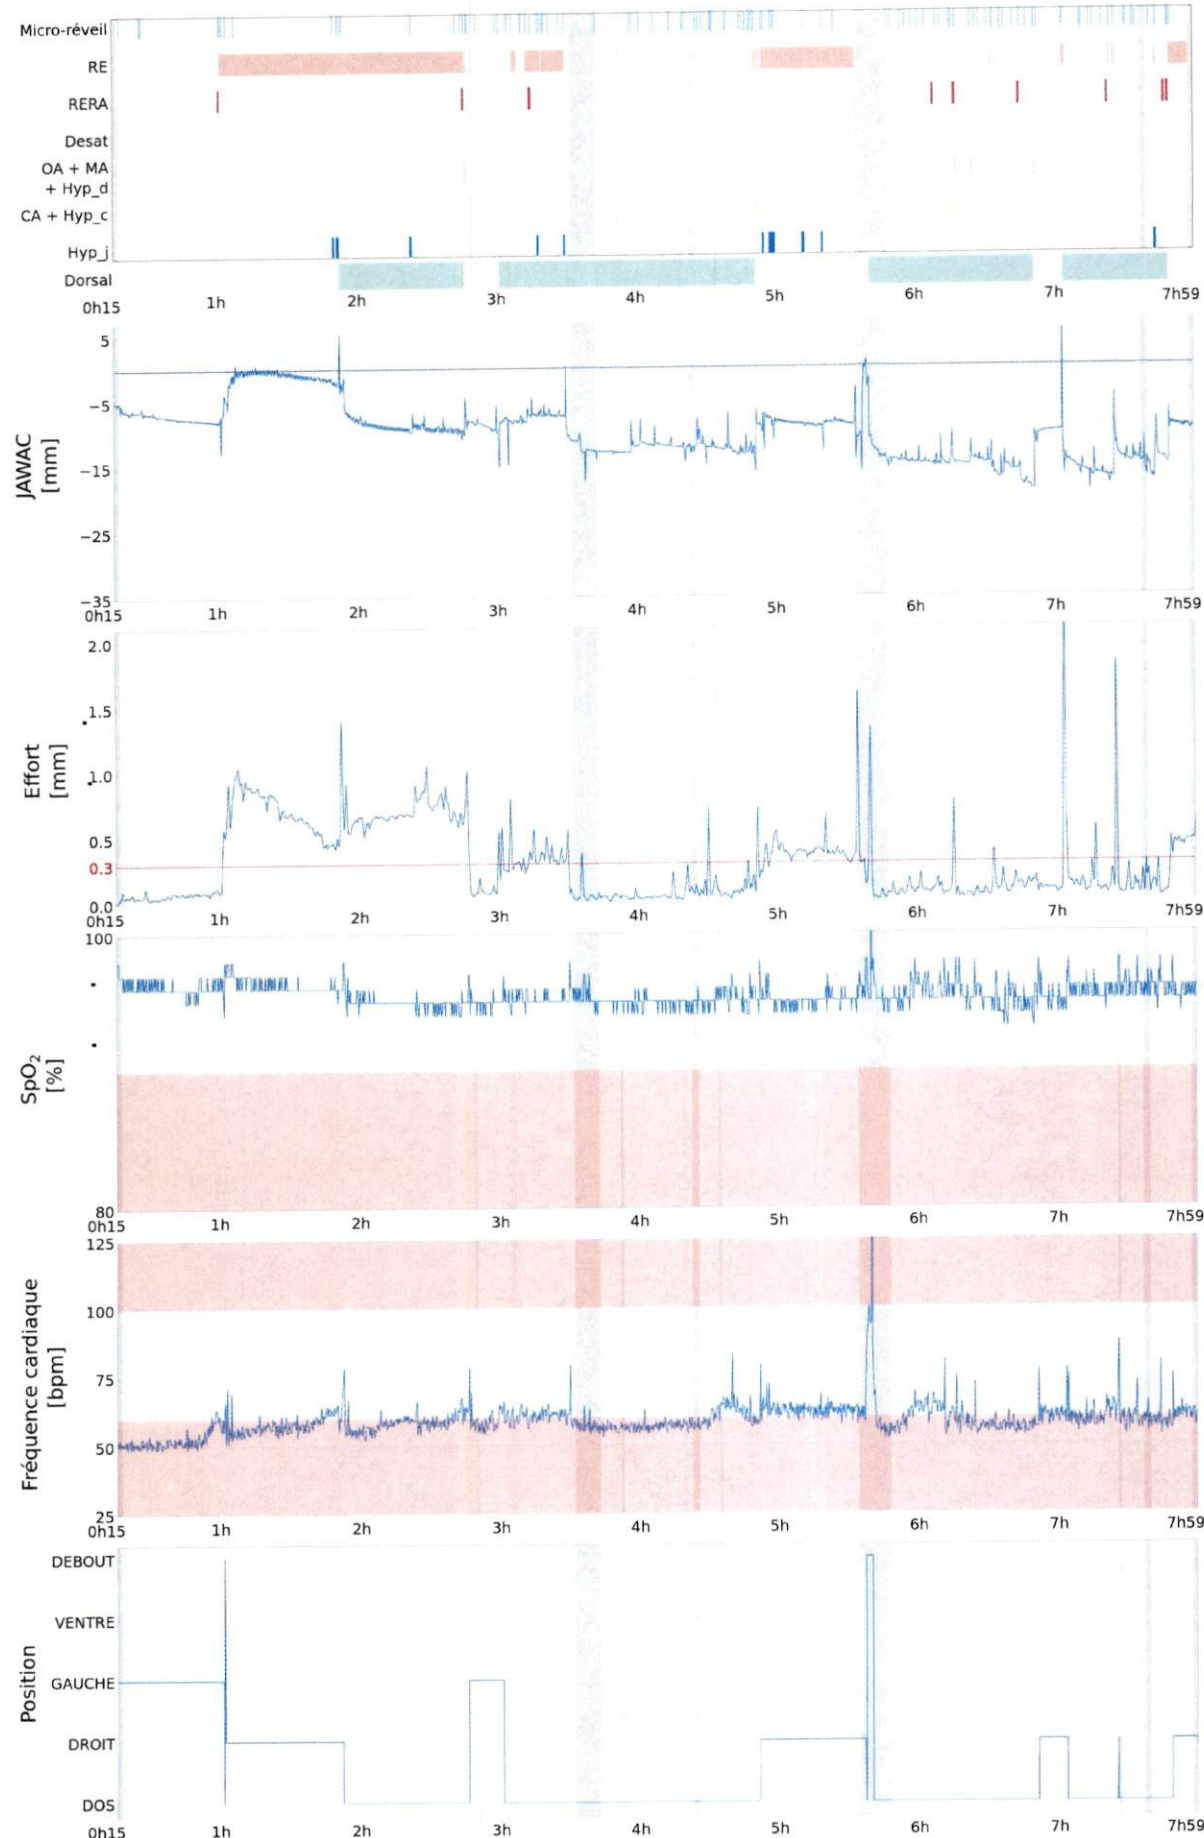 Micro-réveil
RE
RERA
Desat
OA + MA
+ Hyp_d
CA + Hyp_c
Hyp_j
Dorsal
0h15 1h 2h 3h 4h 5h 6h 7h 7h59
JAWAC
[mm]
5
−5
−15
−25
−35
0h15 1h 2h 3h 4h 5h 6h 7h 7h59
Effort
[mm]
2.0
1.5
1.0
0.5
0.3
0.0
0h15 1h 2h 3h 4h 5h 6h 7h 7h59
SpO₂
[%]
100
80
0h15 1h 2h 3h 4h 5h 6h 7h 7h59
Fréquence cardiaque
[bpm]
125
100
75
50
25
0h15 1h 2h 3h 4h 5h 6h 7h 7h59
Position
DEBOUT
VENTRE
GAUCHE
DROIT
DOS
0h15 1h 2h 3h 4h 5h 6h 7h 7h59